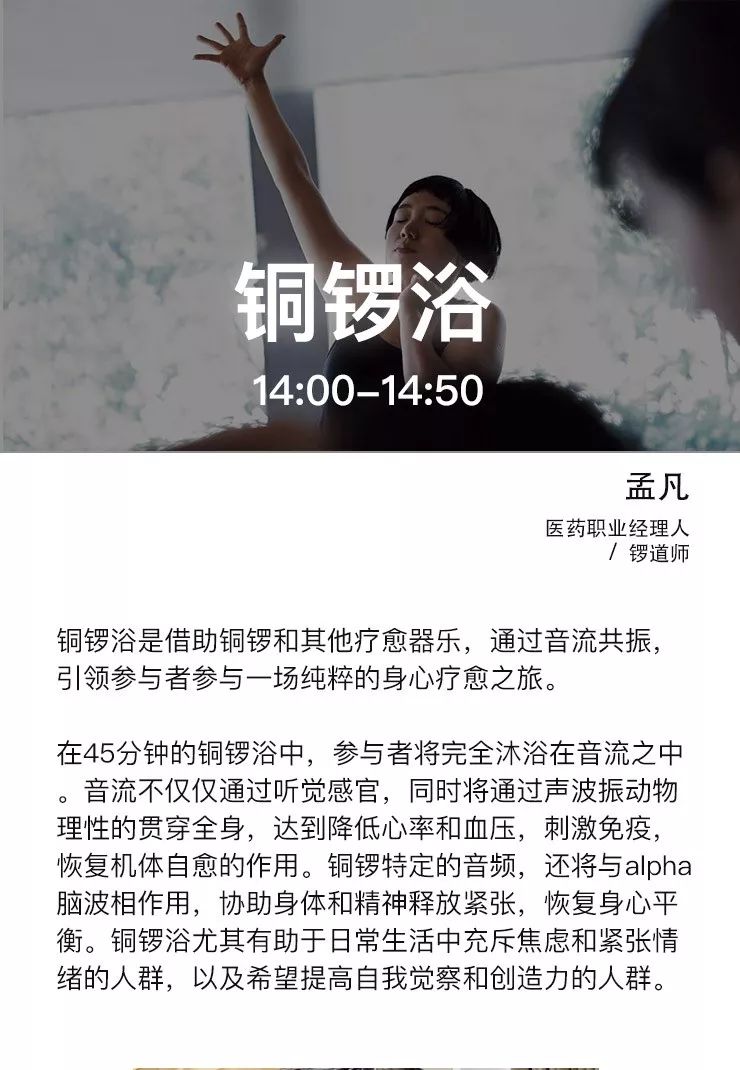 铜锣浴
14:00–14:50
孟凡
医药职业经理人
/ 锣道师
铜锣浴是借助铜锣和其他疗愈器乐，通过音流共振，
引领参与者参与一场纯粹的身心疗愈之旅。
在45分钟的铜锣浴中，参与者将完全沐浴在音流之中
。音流不仅仅通过听觉感官，同时将通过声波振动物
理性的贯穿全身，达到降低心率和血压，刺激免疫，
恢复机体自愈的作用。铜锣特定的音频，还将与alpha
脑波相作用，协助身体和精神释放紧张，恢复身心平
衡。铜锣浴尤其有助于日常生活中充斥焦虑和紧张情
绪的人群，以及希望提高自我觉察和创造力的人群。